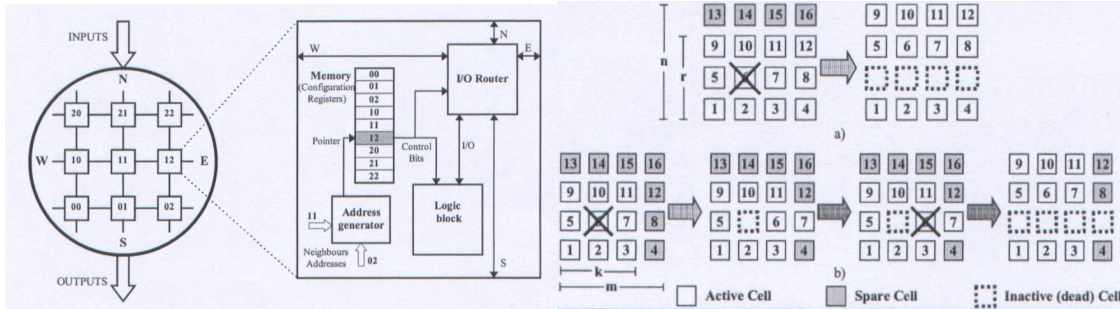 INPUTS
N
20 21 22
W 10 11 12 E
00 01 02
S
OUTPUTS
N
W E
Memory
(Configuration
Registers)
00
01
02
10
11
12
20
21
22
I/O Router
Pointer
Control
Bits
I/O
Address
generator
Logic
block
11
Neighbours
Addresses
02
S
n r
13 14 15 16
9 10 11 12
5 6 7 8
1 2 3 4
9 10 11 12
5 6 7 8
1 2 3 4
a)
13 14 15 16
9 10 11 12
5 7 8
1 2 3 4
k
m
13 14 15 16
9 10 11 12
5 6 7
1 2 3 4
13 14 15 16
9 10 11 12
5 7
1 2 3 4
9 10 11 12
5 6 7 8
1 2 3 4
b)
Active Cell
Spare Cell
Inactive (dead) Cel